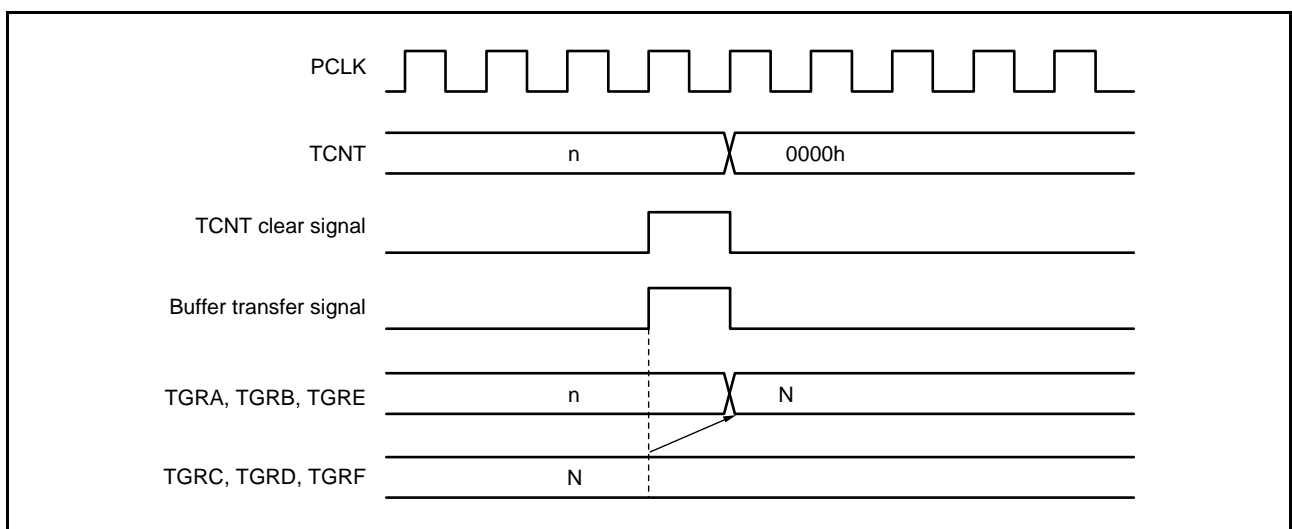 PCLK
TCNT n 0000h
TCNT clear signal
Buffer transfer signal
TGRA, TGRB, TGRE n N
TGRC, TGRD, TGRF N